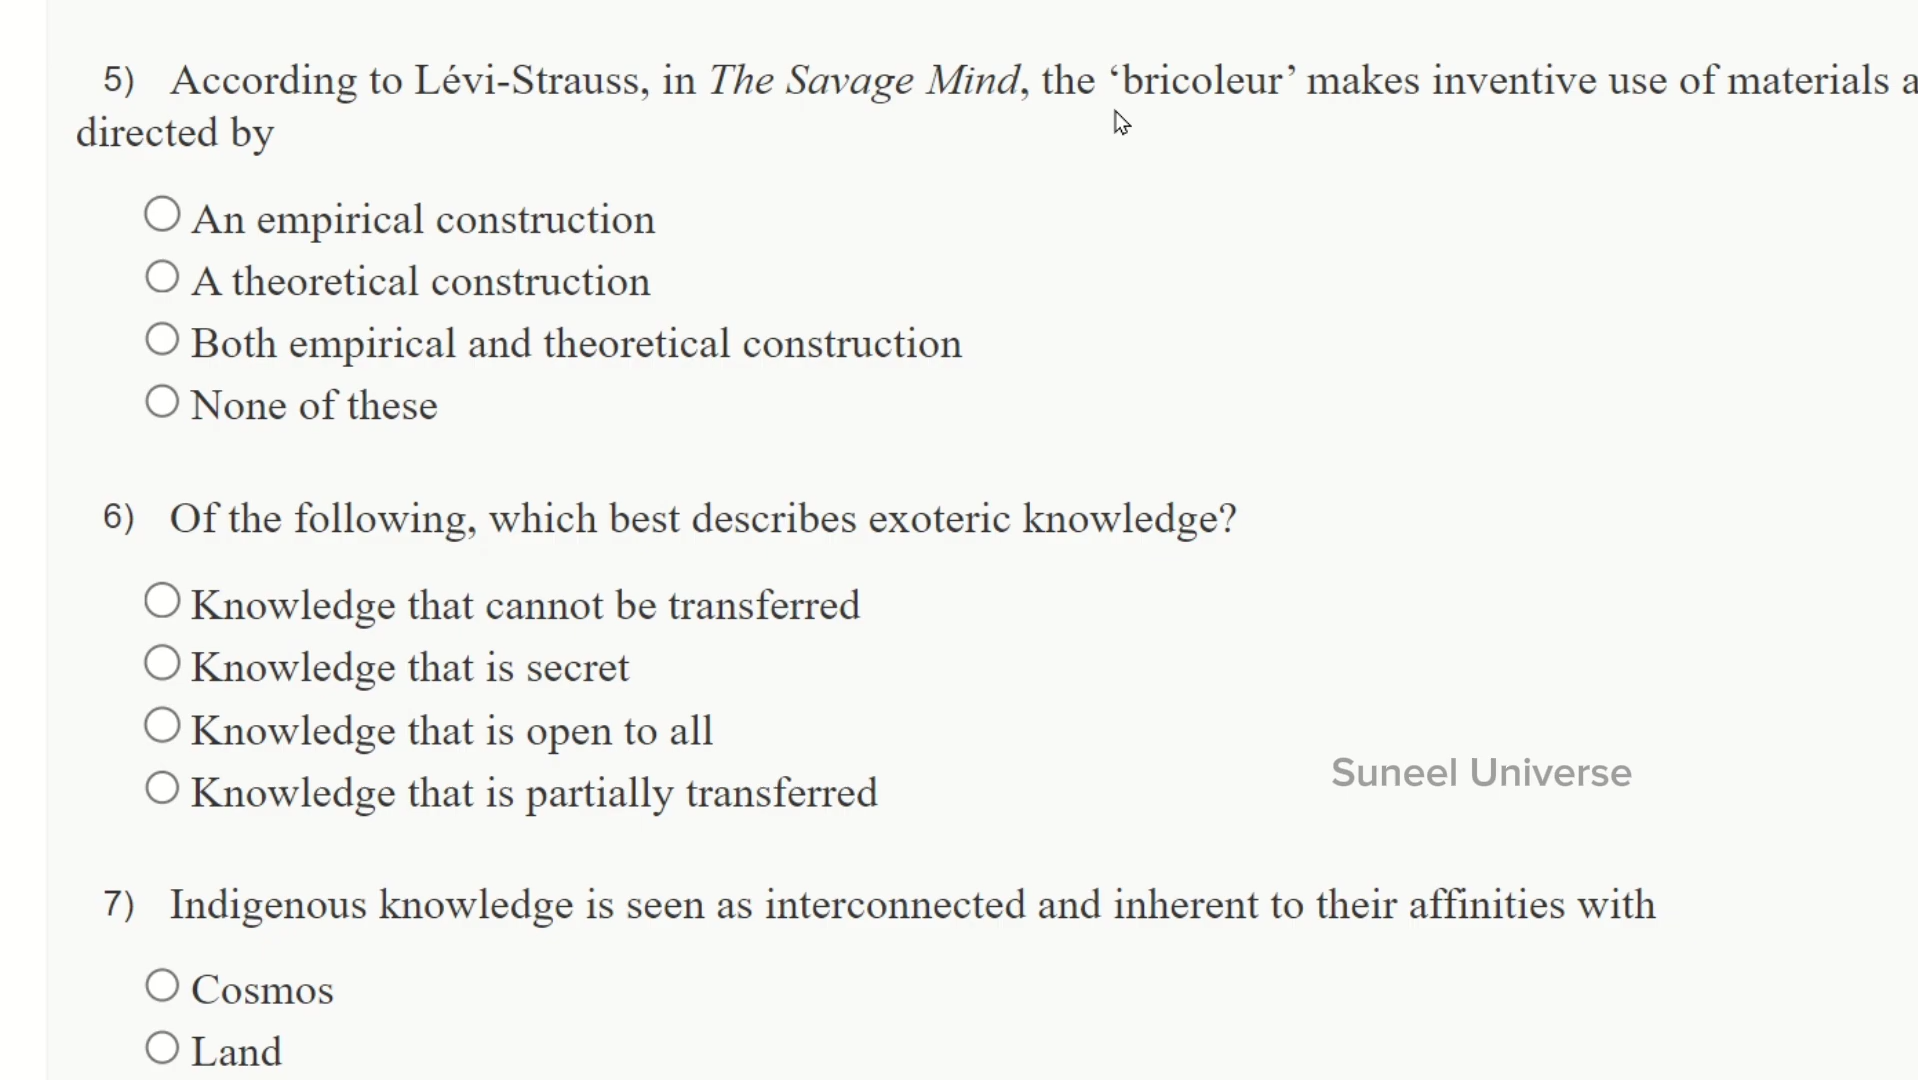 5) According to Lévi-Strauss, in The Savage Mind, the ‘bricoleur’ makes inventive use of materials a
directed by
An empirical construction
A theoretical construction
Both empirical and theoretical construction
None of these
6) Of the following, which best describes exoteric knowledge?
Knowledge that cannot be transferred
Knowledge that is secret
Knowledge that is open to all
Suneel Universe
Knowledge that is partially transferred
7) Indigenous knowledge is seen as interconnected and inherent to their affinities with
Cosmos
Land